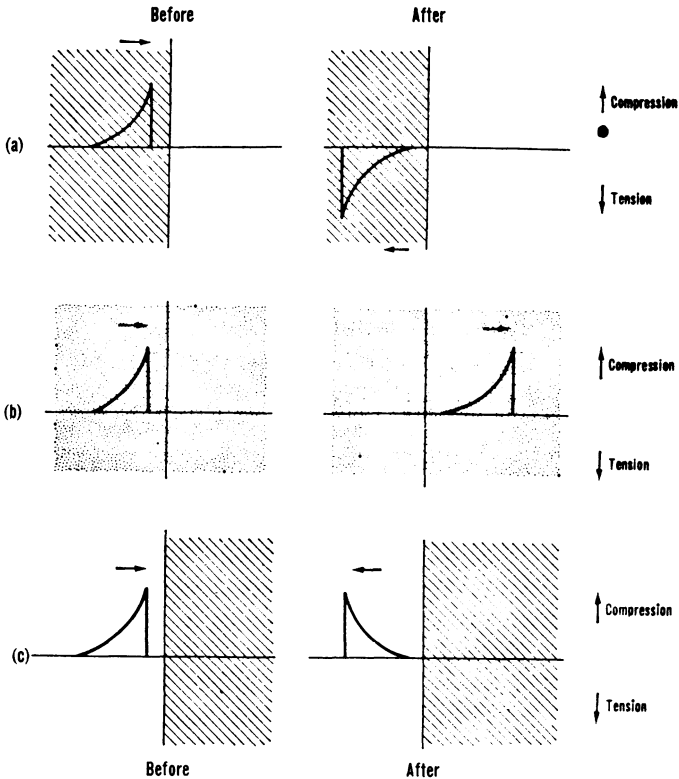 Before After
(a)
Compression
Tension
(b)
Compression
Tension
(c)
Compression
Tension
Before After